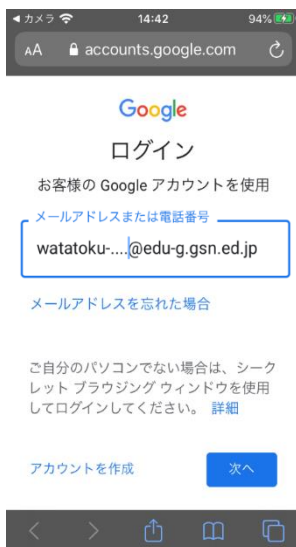 カメラ 14:42 94%
AA accounts.google.com
Google
ログイン
お客様の Google アカウントを使用
メールアドレスまたは電話番号
watatoku-....@edu-g.gsn.ed.jp
メールアドレスを忘れた場合
ご自分のパソコンでない場合は、シーク
レット ブラウジング ウィンドウを使用
してログインしてください。 詳細
アカウントを作成 次へ